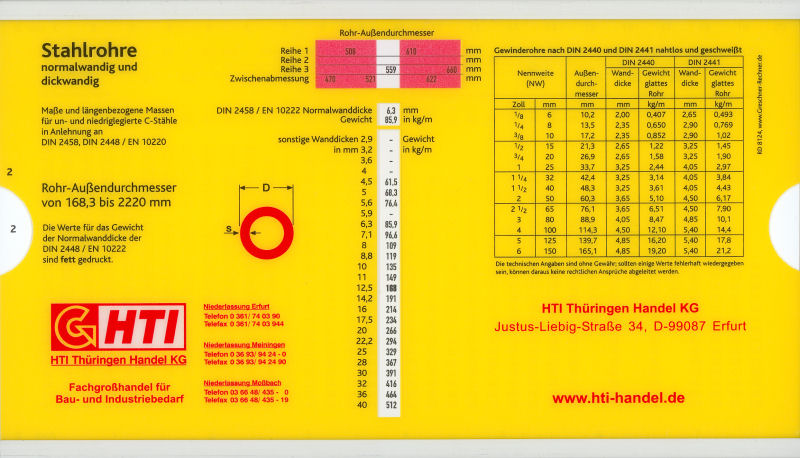 Stahlrohre
normalwandig und
dickwandig
Maße und längenbezogene Massen
für un- und niedriglegierte C-Stähle
in Anlehnung an
DIN 2458, DIN 2448 / EN 10220
Rohr-Außendurchmesser
von 168,3 bis 2220 mm
Die Werte für das Gewicht
der Normalwanddicke der
DIN 2448 / EN 10222
sind fett gedruckt.
2
2
D
s
Rohr-Außendurchmesser
Reihe 1 508 610 mm
Reihe 2 mm
Reihe 3 559 660 mm
Zwischenabmessung 470 521 622 mm
DIN 2458 / EN 10222 Normalwanddicke 6,3 mm
Gewicht 85,9 in kg/m
sonstige Wanddicken 2,9 - Gewicht
in mm 3,2 - in kg/m
3,6 -
4 -
4,5 61,5
5 68,3
5,6 76,4
5,9 -
6,3 85,9
7,1 96,6
8 109
8,8 119
10 135
11 149
12,5 168
14,2 191
16 214
17,5 234
20 266
22,2 294
25 329
28 367
30 391
32 416
36 464
40 512
Gewinderohre nach DIN 2440 und DIN 2441 nahtlos und geschweißt
DIN 2440 DIN 2441
Nennweite (NW) Außen-durch-messer Wand-dicke Gewicht glattes Rohr Wand-dicke Gewicht glattes Rohr
Zoll mm mm mm kg/m mm kg/m
1/8 6 10,2 2,00 0,407 2,65 0,493
1/4 8 13,5 2,35 0,650 2,90 0,769
3/8 10 17,2 2,35 0,852 2,90 1,02
1/2 15 21,3 2,65 1,22 3,25 1,45
3/4 20 26,9 2,65 1,58 3,25 1,90
1 25 33,7 3,25 2,44 4,05 2,97
1 1/4 32 42,4 3,25 3,14 4,05 3,84
1 1/2 40 48,3 3,25 3,61 4,05 4,43
2 50 60,3 3,65 5,10 4,50 6,17
2 1/2 65 76,1 3,65 6,51 4,50 7,90
3 80 88,9 4,05 8,47 4,85 10,1
4 100 114,3 4,50 12,10 5,40 14,4
5 125 139,7 4,85 16,20 5,40 17,8
6 150 165,1 4,85 19,20 5,40 21,2
Die technischen Angaben sind ohne Gewähr; sollten einige Werte fehlerhaft wiedergegeben
sein, können daraus keine rechtlichen Ansprüche abgeleitet werden.
G HTI
HTI Thüringen Handel KG
Fachgroßhandel für
Bau- und Industriebedarf
Niederlassung Erfurt
Telefon 0 361/ 74 03 90
Telefax 0 361/ 74 03 944
Niederlassung Meiningen
Telefon 0 36 93/ 94 24 - 0
Telefax 0 36 93/ 94 24 90
Niederlassung Moßbach
Telefon 03 66 48/ 435 - 0
Telefax 03 66 48/ 435 - 19
HTI Thüringen Handel KG
Justus-Liebig-Straße 34, D-99087 Erfurt
www.hti-handel.de